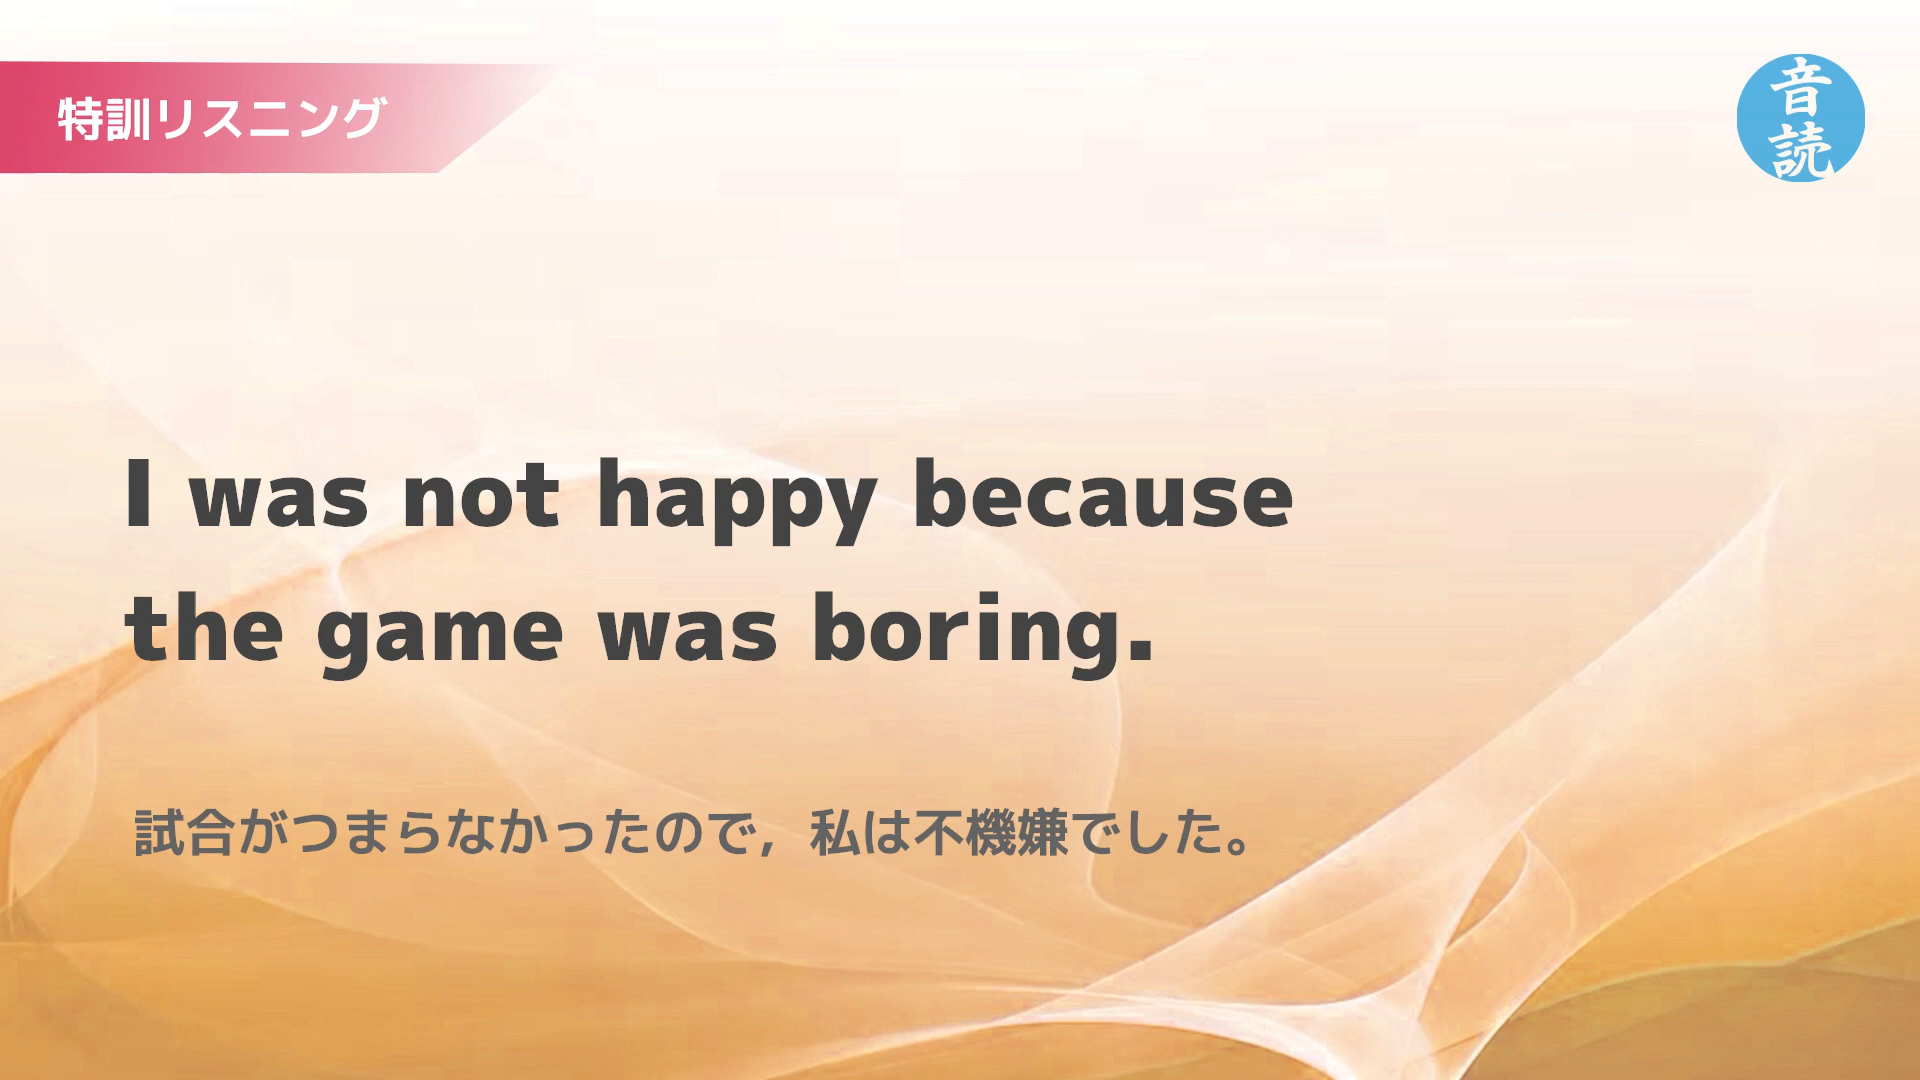 特訓リスニング
音読
I was not happy because
the game was boring.
試合がつまらなかったので，私は不機嫌でした。